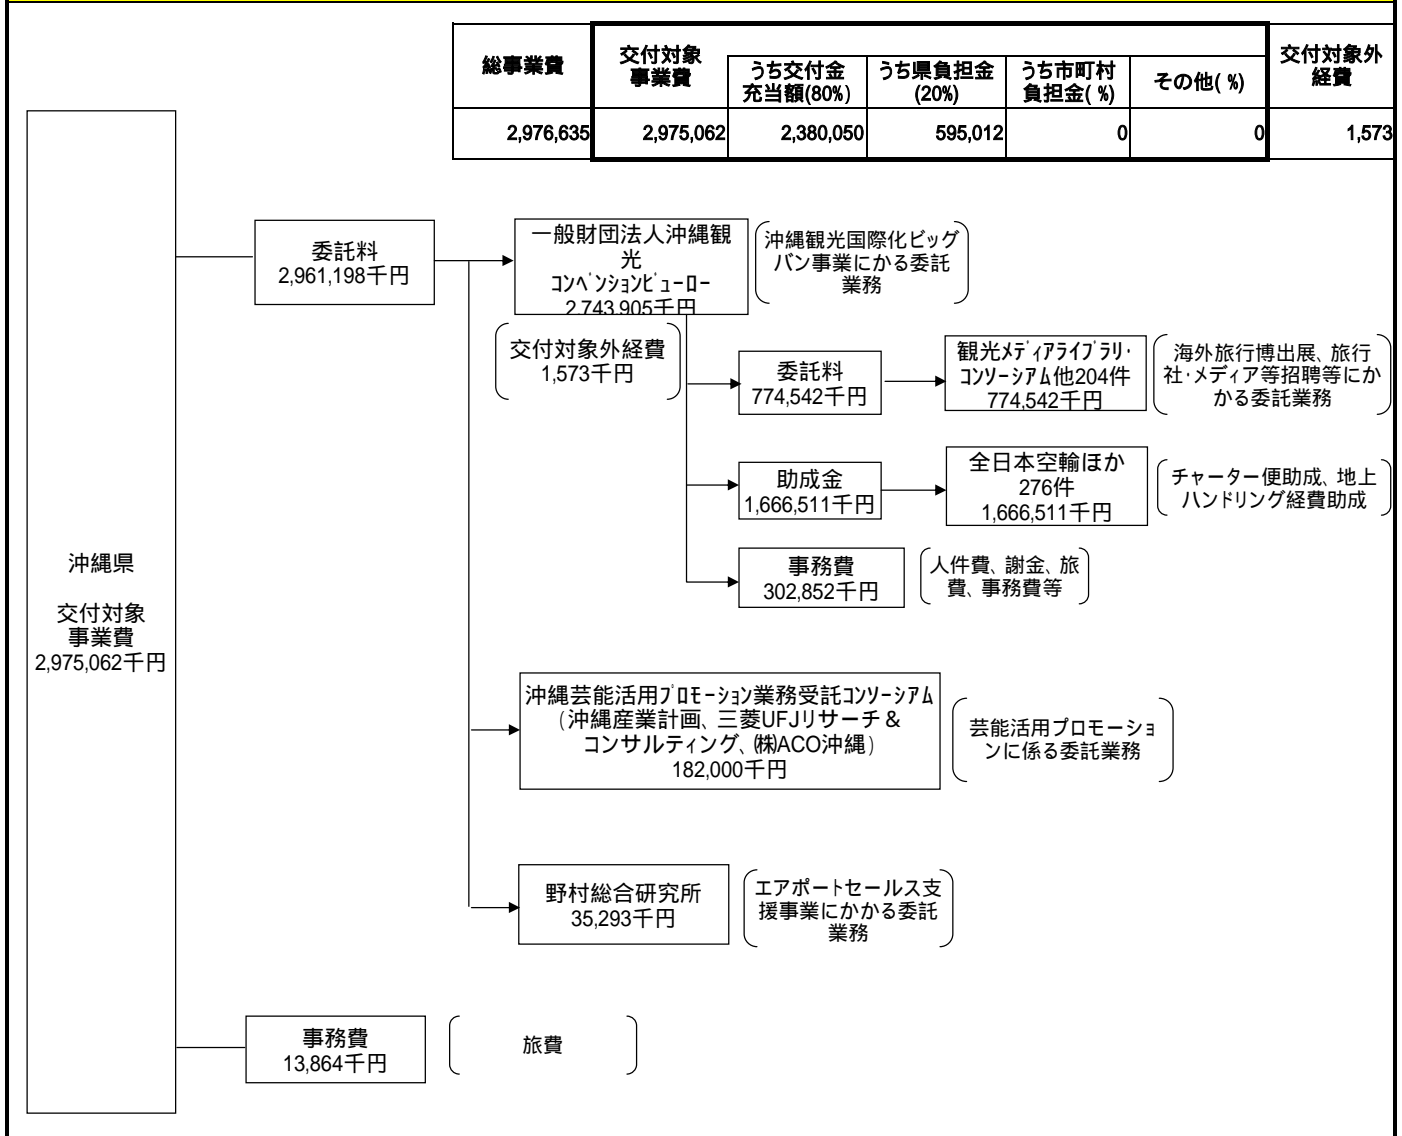 総事業費
交付対象
事業費
うち交付金
充当額(80%)
うち県負担金
(20%)
うち市町村
負担金( %)
その他( %)
交付対象外
経費
2,976,635
2,975,062
2,380,050
595,012
0
0
1,573
沖縄県
交付対象
事業費
2,975,062千円
委託料
2,961,198千円
一般財団法人沖縄観
光
ｺﾝﾍﾞﾝｼｮﾝﾋﾞｭｰﾛｰ
2,743,905千円
沖縄観光国際化ビッグ
バン事業にかかる委託
業務
交付対象外経費
1,573千円
委託料
774,542千円
観光ﾒﾃﾞｨｱﾗｲﾌﾞﾗﾘ･
ｺﾝｿｰｼｱﾑ他204件
774,542千円
海外旅行博出展、旅行
社･メディア等招聘等にか
かる委託業務
助成金
1,666,511千円
全日本空輸ほか
276件
1,666,511千円
チャーター便助成、地上
ハンドリング経費助成
事務費
302,852千円
人件費、謝金、旅
費、事務費等
沖縄芸能活用ﾌﾟﾛﾓｰｼｮﾝ業務受託ｺﾝｿｰｼｱﾑ
(沖縄産業計画、三菱UFJリサーチ＆
コンサルティング、㈱ACO沖縄)
182,000千円
芸能活用プロモーショ
ンに係る委託業務
野村総合研究所
35,293千円
エアポートセールス支
援事業にかかる委託
業務
事務費
13,864千円
旅費